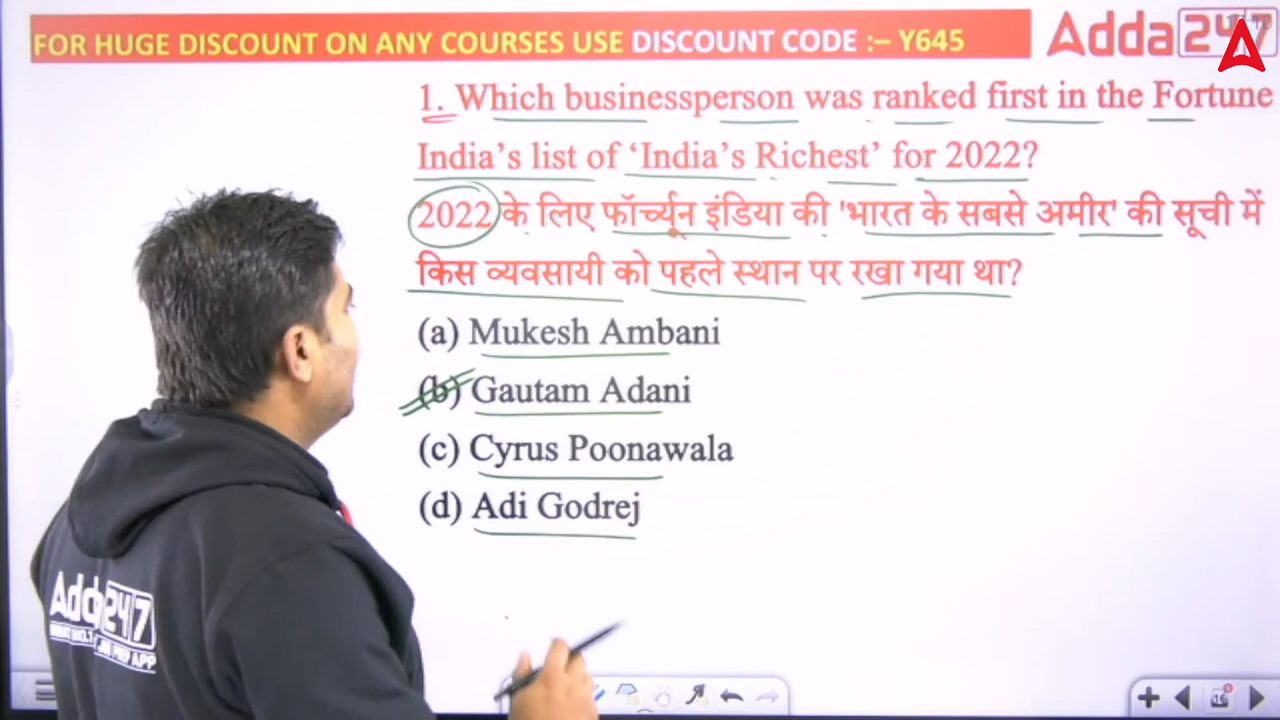 FOR HUGE DISCOUNT ON ANY COURSES USE DISCOUNT CODE :– Y645
Adda247
1. Which businessperson was ranked first in the Fortune
India's list of ‘India's Richest’ for 2022?
2022 के लिए फॉर्च्यून इंडिया की 'भारत के सबसे अमीर' की सूची में
किस व्यवसायी को पहले स्थान पर रखा गया था?
(a) Mukesh Ambani
(b) Gautam Adani
(c) Cyrus Poonawala
(d) Adi Godrej
Adda247
APP
16